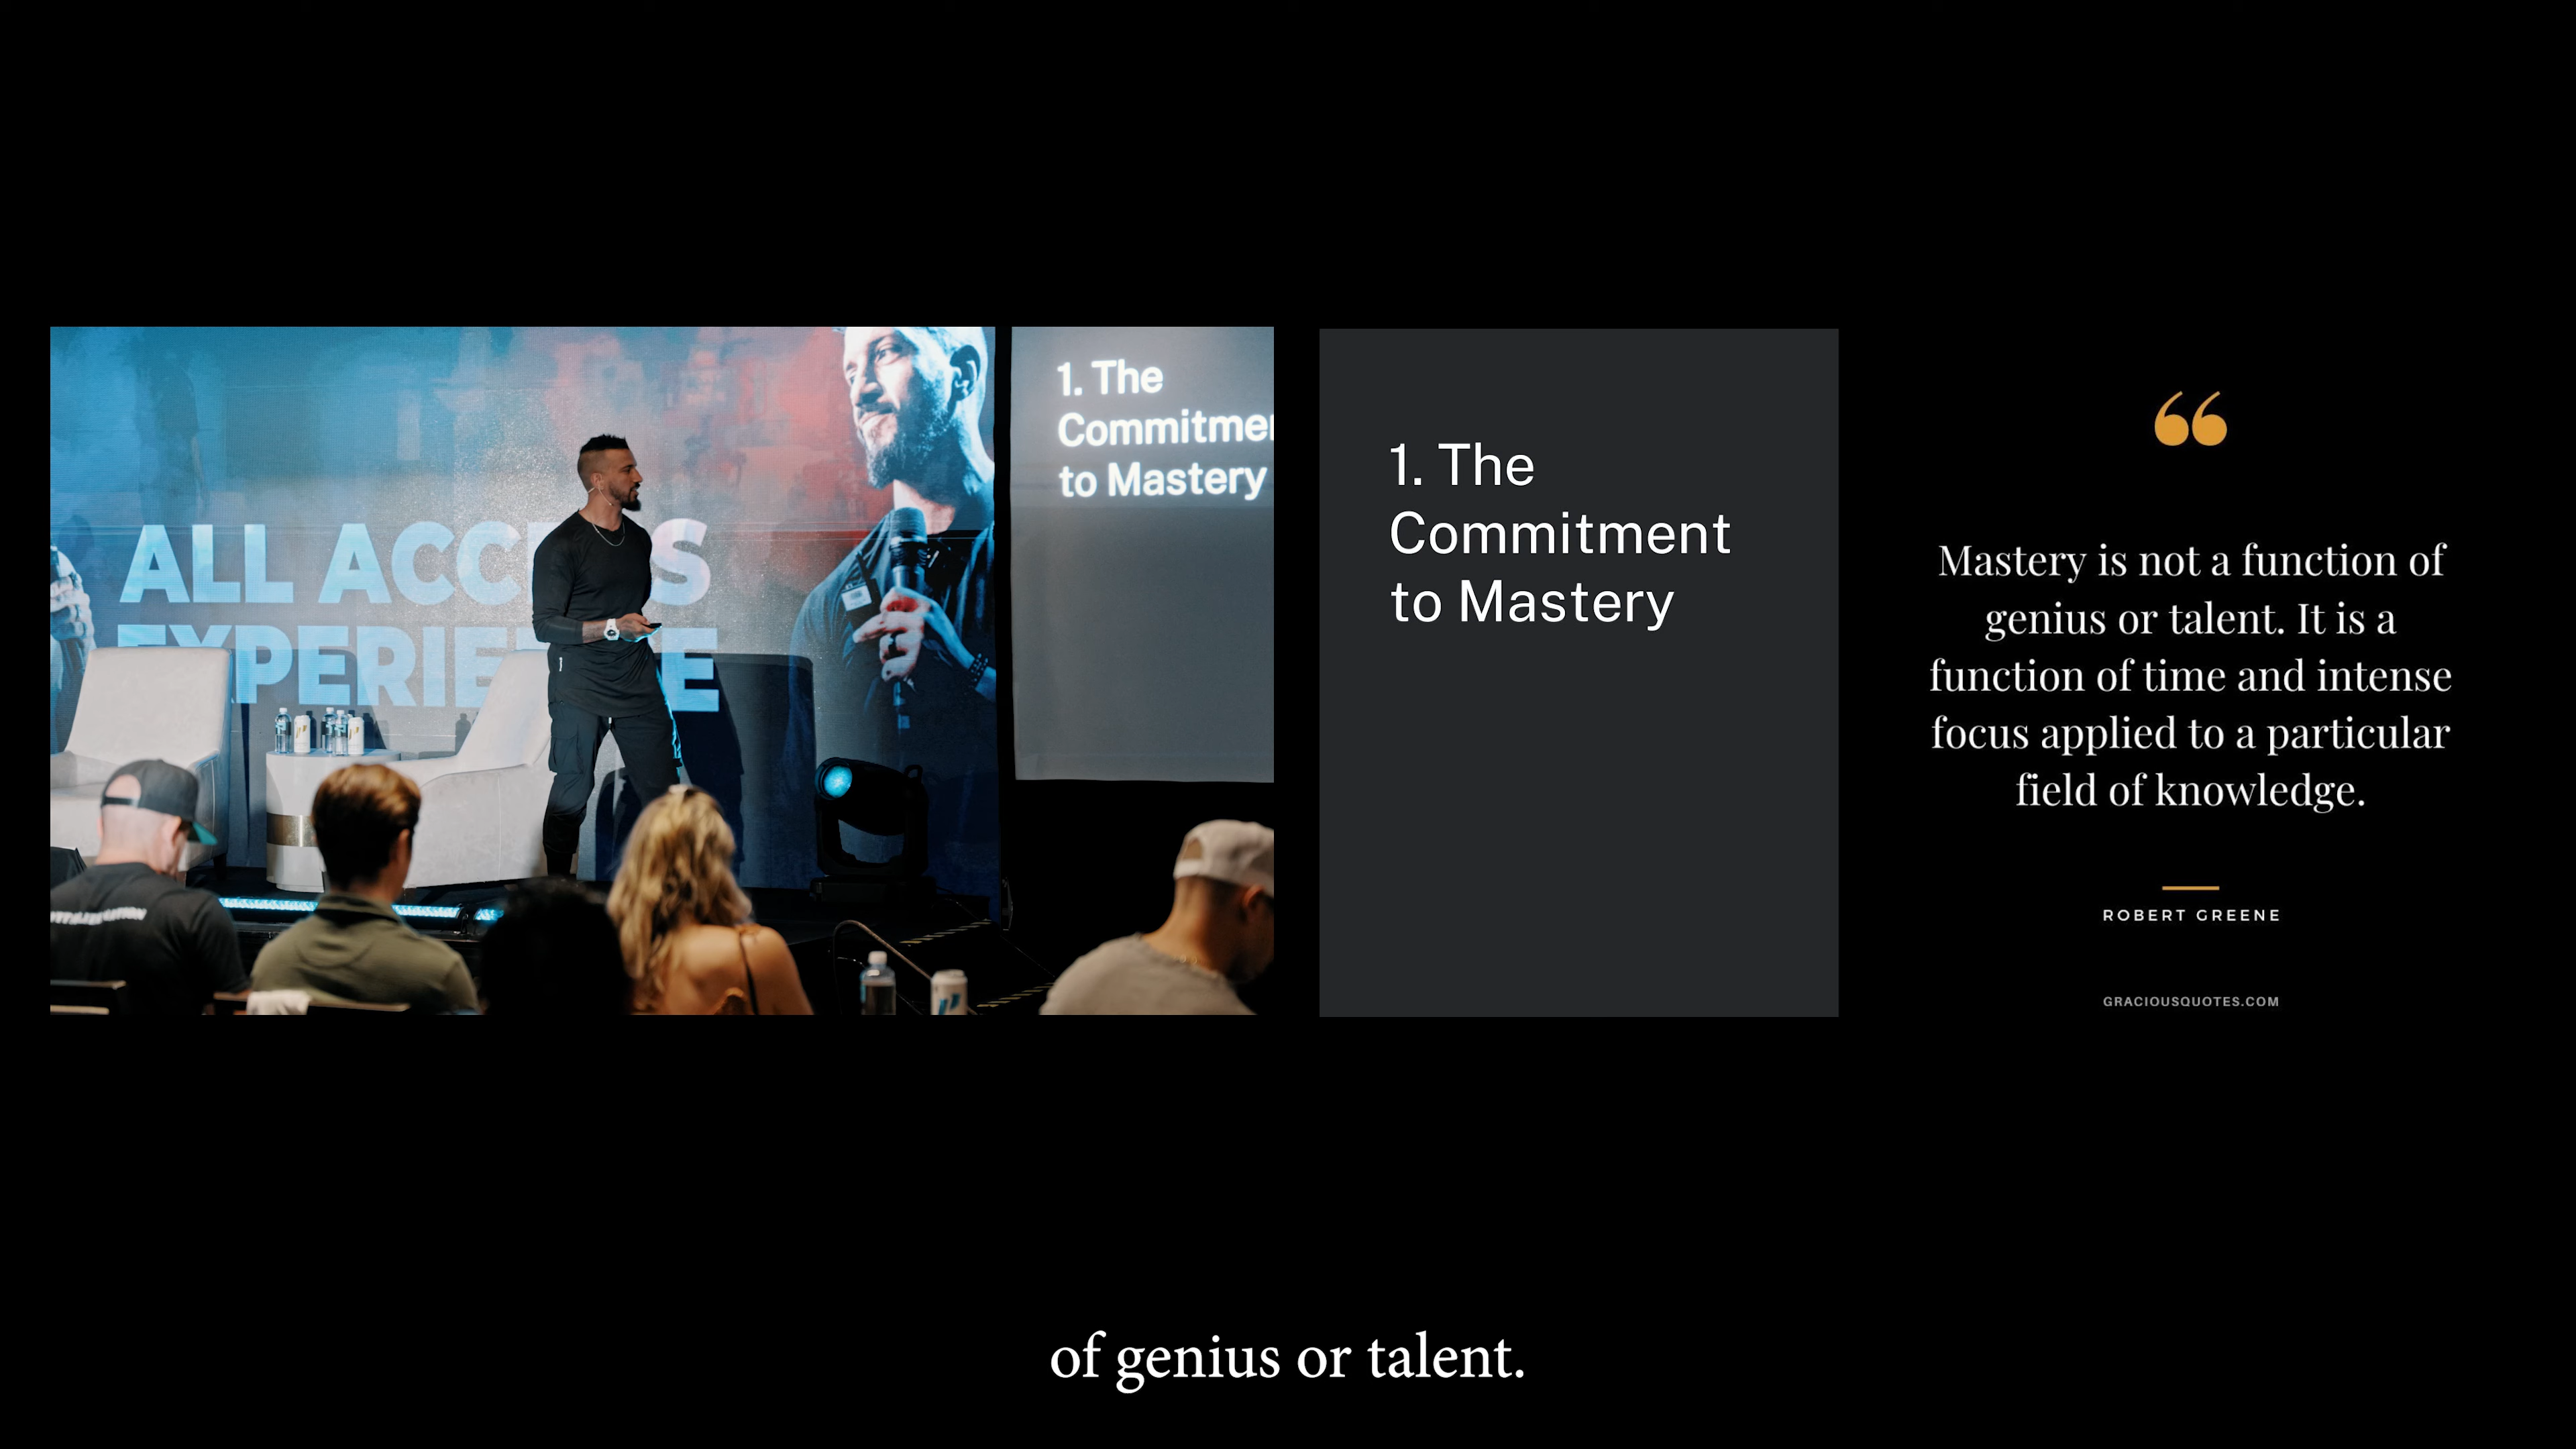 ALL ACCESS
EXPERIENCE
1. The
Commitmen
to Mastery
1. The
Commitment
to Mastery
“
Mastery is not a function of
genius or talent. It is a
function of time and intense
focus applied to a particular
field of knowledge.
ROBERT GREENE
GRACIOUSQUOTES.COM
of genius or talent.